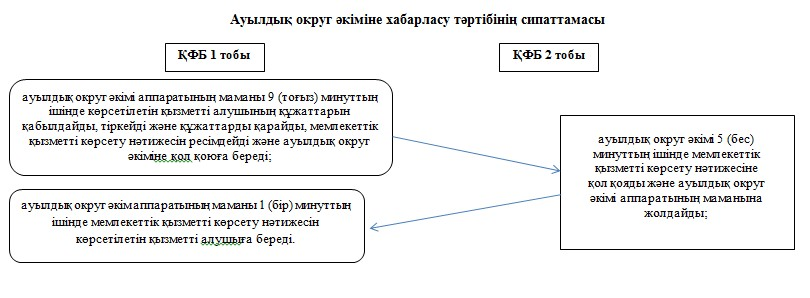 Ауылдық округ әкіміне хабарласу тәртібінің сипаттамасы
ҚФБ 1 тобы
ҚФБ 2 тобы
ауылдық округ әкімі аппаратының маманы 9 (тоғыз) минуттың
ішінде көрсетілетін қызметті алушының құжаттарын
қабылдайды, тіркейді және құжаттарды қарайды, мемлекеттік
қызметті көрсету нәтижесін ресімдейді және ауылдық округ
әкіміне қол қоюға береді;
ауылдық округ әкімі 5 (бес)
минуттың ішінде мемлекеттік
қызметті көрсету нәтижесіне
қол қояды және ауылдық округ
әкімі аппаратының маманына
жолдайды;
ауылдық округ әкім аппаратының маманы 1 (бір) минуттың
ішінде мемлекеттік қызметті көрсету нәтижесін
көрсетілетін қызметті алушыға береді.